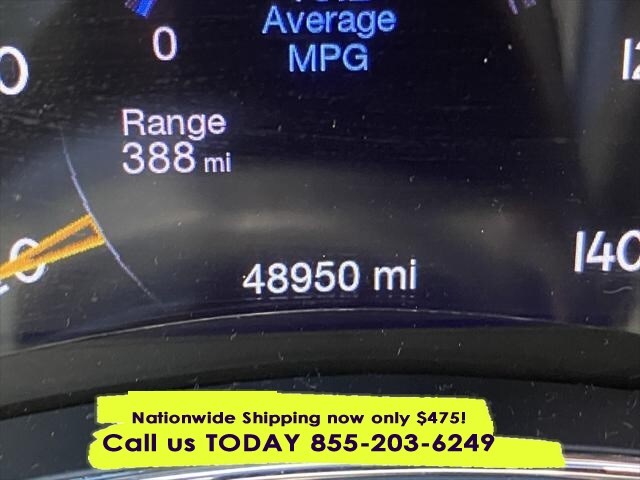 Average
0
MPG
Range
388 mi
140
48950 mi
Nationwide Shipping now only $475!
Call us TODAY 855-203-6249